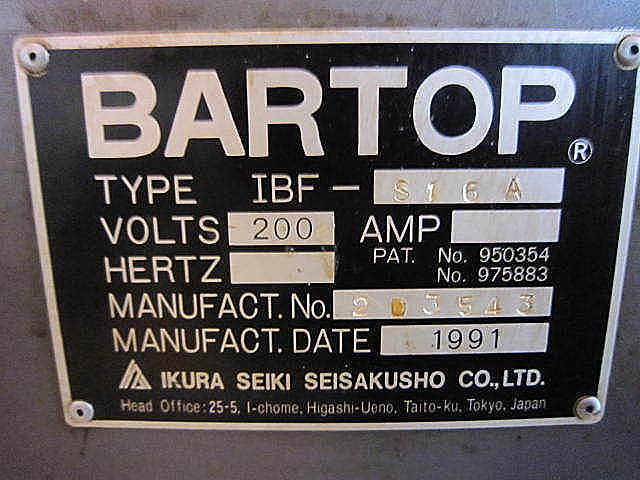 BARTOP®
TYPE IBF- S16A
VOLTS 200 AMP
PAT. No. 950354
HERTZ No. 975883
MANUFACT. No. 203543
MANUFACT. DATE 1991
IKURA SEIKI SEISAKUSHO CO.,LTD.
Head Office: 25-5, I-chome, Higashi-Ueno, Taito-ku, Tokyo, Japan